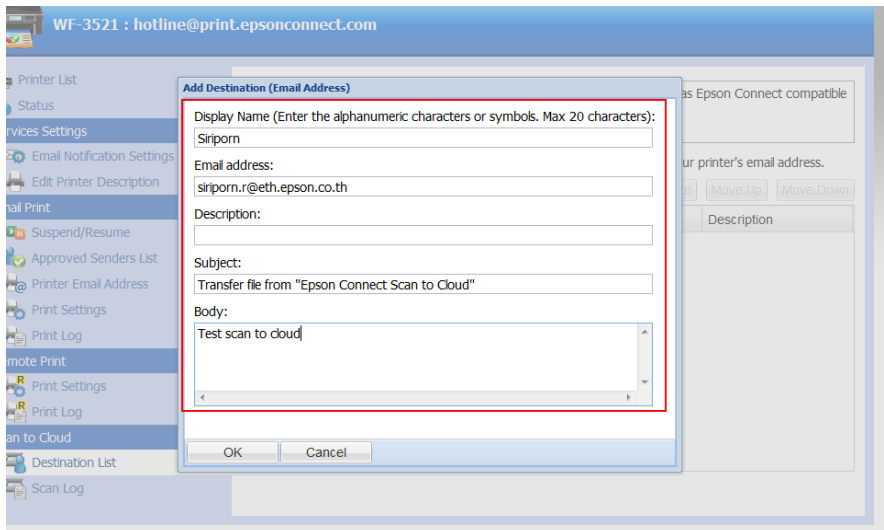 WF-3521 : hotline@print.epsonconnect.com
Printer List
Status
rvices Settings
Email Notification Settings
Edit Printer Description
nail Print
Suspend/Resume
Approved Senders List
Printer Email Address
Print Settings
Print Log
emote Print
Print Settings
Print Log
an to Cloud
Destination List
Scan Log
Add Destination (Email Address)
Display Name (Enter the alphanumeric characters or symbols. Max 20 characters):
Siriporn
Email address:
siriporn.r@eth.epson.co.th
Description:
Subject:
Transfer file from "Epson Connect Scan to Cloud"
Body:
Test scan to cloud
OK Cancel
as Epson Connect compatible
ur printer's email address.
Move Up Move Down
Description